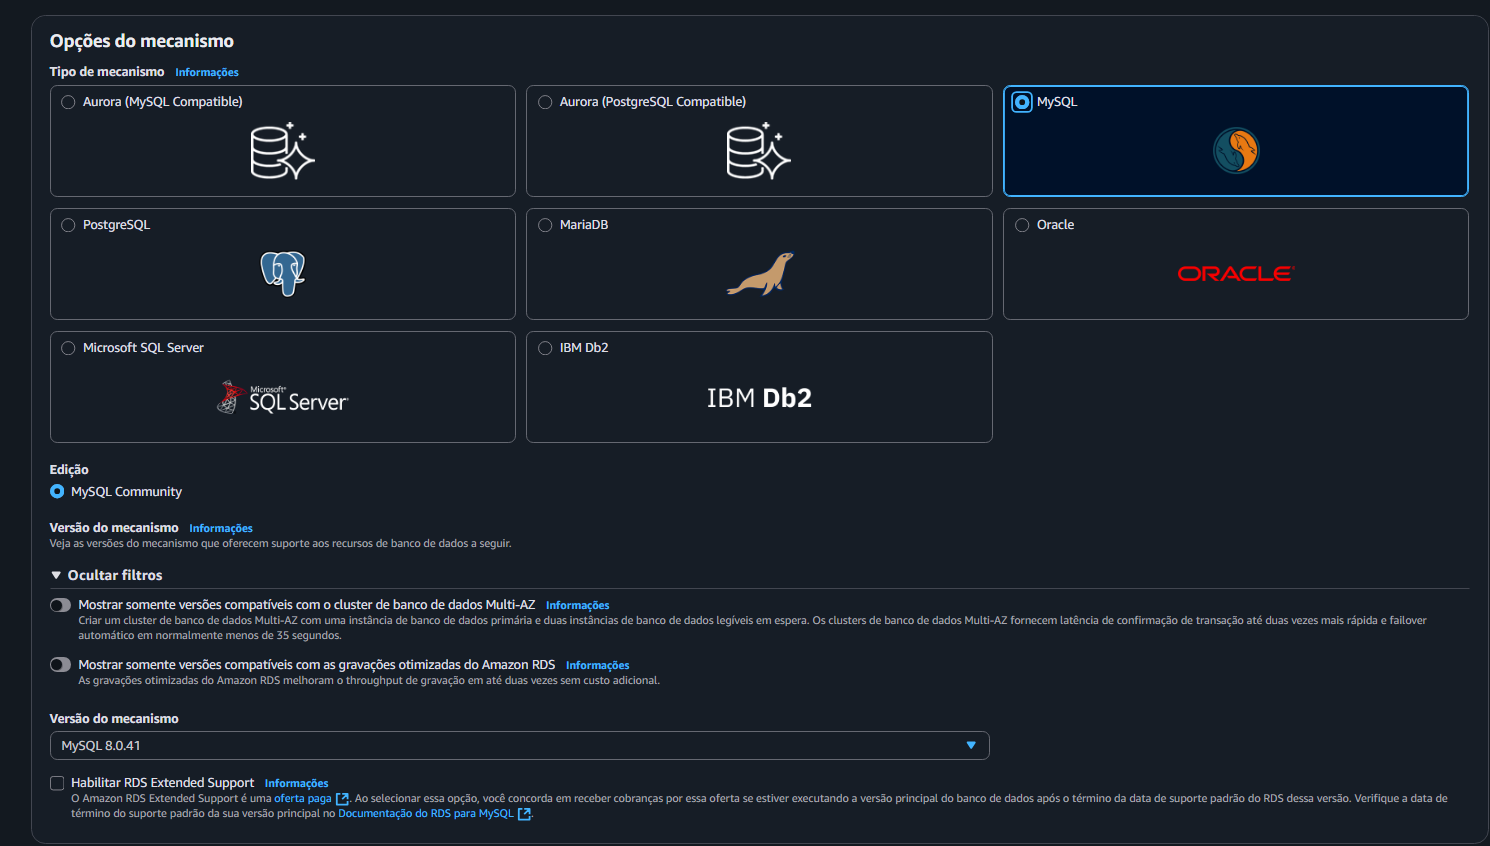 Opções do mecanismo
Tipo de mecanismo Informações
Aurora (MySQL Compatible)
Aurora (PostgreSQL Compatible)
MySQL
PostgreSQL
MariaDB
Oracle
ORACLE
Microsoft SQL Server
Microsoft®
SQL Server
IBM Db2
IBM Db2
Edição
MySQL Community
Versão do mecanismo Informações
Veja as versões do mecanismo que oferecem suporte aos recursos de banco de dados a seguir.
Ocultar filtros
Mostrar somente versões compatíveis com o cluster de banco de dados Multi-AZ Informações
Criar um cluster de banco de dados Multi-AZ com uma instância de banco de dados primária e duas instâncias de banco de dados legíveis em espera. Os clusters de banco de dados Multi-AZ fornecem latência de confirmação de transação até duas vezes mais rápida e failover
automático em normalmente menos de 35 segundos.
Mostrar somente versões compatíveis com as gravações otimizadas do Amazon RDS Informações
As gravações otimizadas do Amazon RDS melhoram o throughput de gravação em até duas vezes sem custo adicional.
Versão do mecanismo
MySQL 8.0.41
Habilitar RDS Extended Support Informações
O Amazon RDS Extended Support é uma oferta paga. Ao selecionar essa opção, você concorda em receber cobranças por essa oferta se estiver executando a versão principal do banco de dados após o término da data de suporte padrão do RDS dessa versão. Verifique a data de
término do suporte padrão da sua versão principal no Documentação do RDS para MySQL.